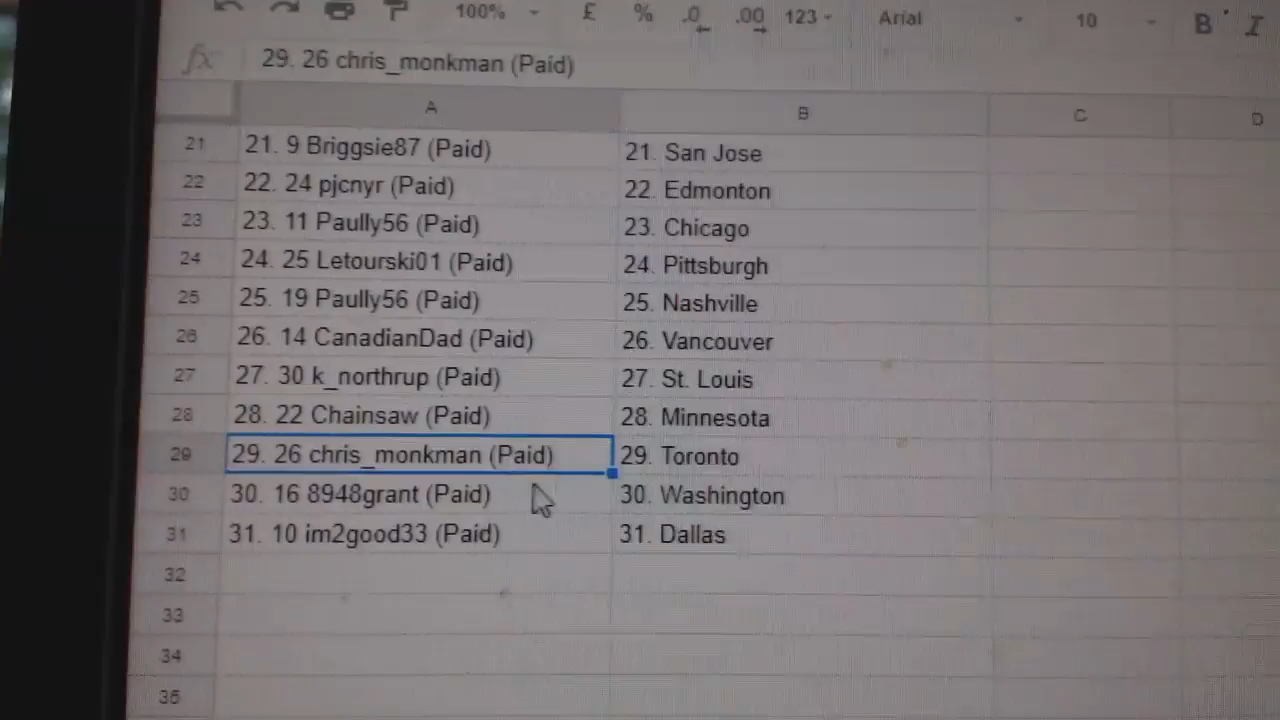 100% £ % .0 .00 123 Arial 10 B I
fx 29. 26 chris_monkman (Paid)
A B C D
21 21. 9 Briggsie87 (Paid) 21. San Jose
22 22. 24 pjcnyr (Paid) 22. Edmonton
23 23. 11 Paully56 (Paid) 23. Chicago
24 24. 25 Letourski01 (Paid) 24. Pittsburgh
25 25. 19 Paully56 (Paid) 25. Nashville
26 26. 14 CanadianDad (Paid) 26. Vancouver
27 27. 30 k_northrup (Paid) 27. St. Louis
28 28. 22 Chainsaw (Paid) 28. Minnesota
29 29. 26 chris_monkman (Paid) 29. Toronto
30 30. 16 8948grant (Paid) 30. Washington
31 31. 10 im2good33 (Paid) 31. Dallas
32
33
34
35